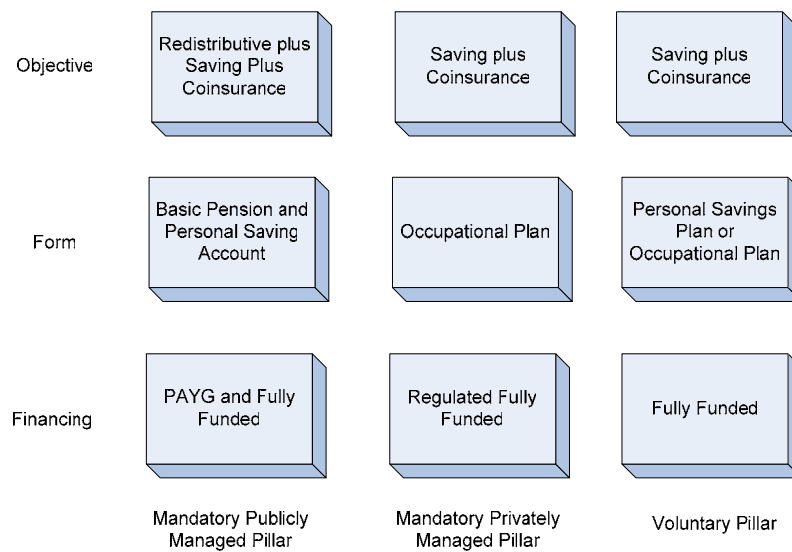 Objective
Redistributive plus
Saving Plus
Coinsurance
Saving plus
Coinsurance
Saving plus
Coinsurance
Form
Basic Pension and
Personal Saving
Account
Occupational Plan
Personal Savings
Plan or
Occupational Plan
Financing
PAYG and Fully
Funded
Regulated Fully
Funded
Fully Funded
Mandatory Publicly
Managed Pillar
Mandatory Privately
Managed Pillar
Voluntary Pillar